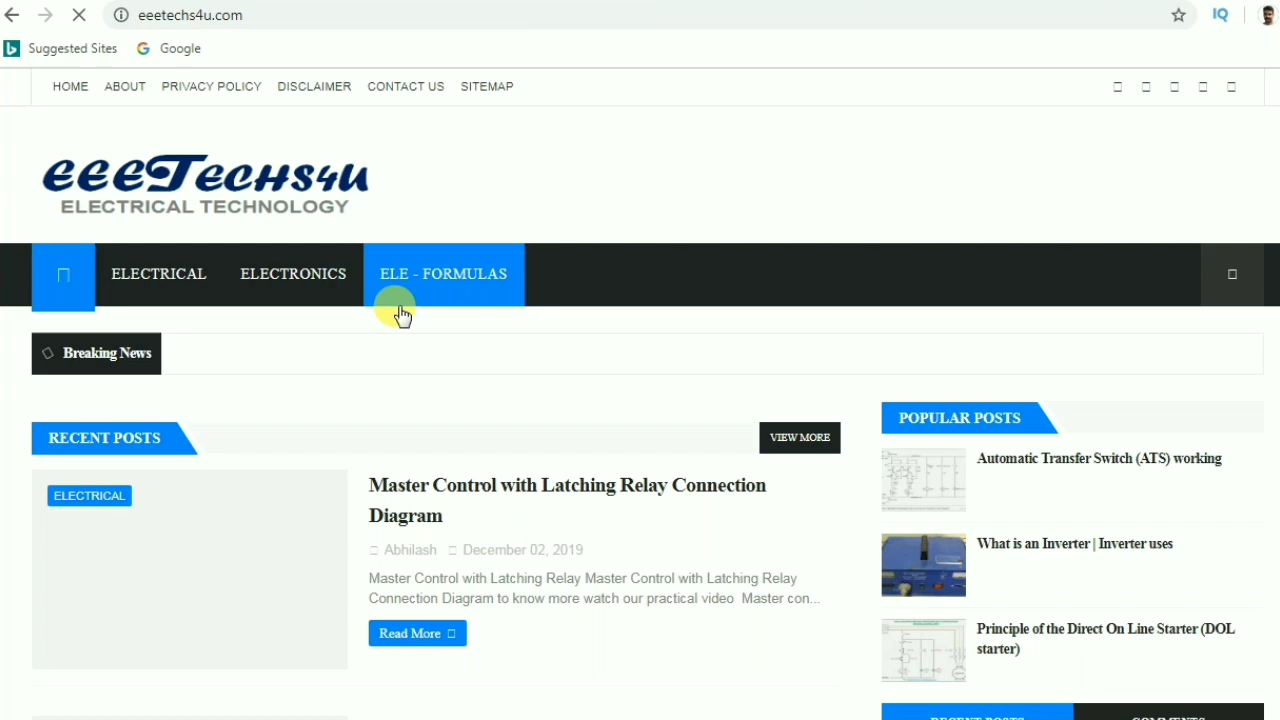 eeetechs4u.com
IQ
Suggested Sites
Google
HOME ABOUT PRIVACY POLICY DISCLAIMER CONTACT US SITEMAP
eeeTechs4u
ELECTRICAL TECHNOLOGY
ELECTRICAL ELECTRONICS ELE - FORMULAS
Breaking News
RECENT POSTS
VIEW MORE
ELECTRICAL
Master Control with Latching Relay Connection
Diagram
Abhilash December 02, 2019
Master Control with Latching Relay Master Control with Latching Relay
Connection Diagram to know more watch our practical video Master con...
Read More
POPULAR POSTS
Automatic Transfer Switch (ATS) working
What is an Inverter | Inverter uses
Principle of the Direct On Line Starter (DOL
starter)
RECENT POSTS COMMENTS